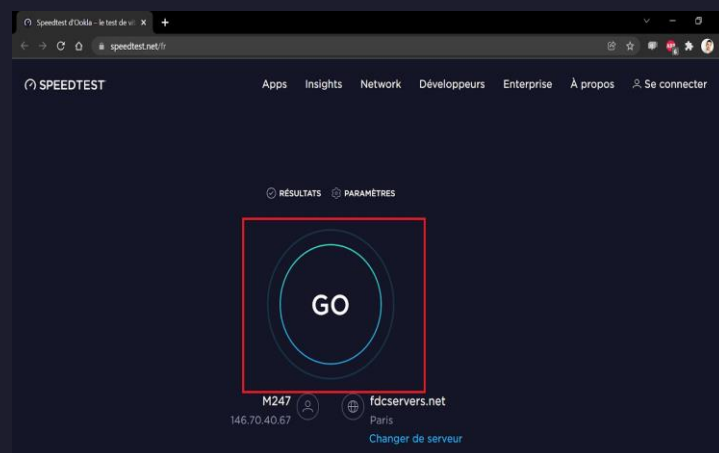 Speedtest d'Ookla – le test de vi
speedtest.net/fr
SPEEDTEST
Apps Insights Network Développeurs Enterprise À propos Se connecter
RÉSULTATS PARAMÈTRES
GO
M247 fdcservers.net
146.70.40.67 Paris
Changer de serveur